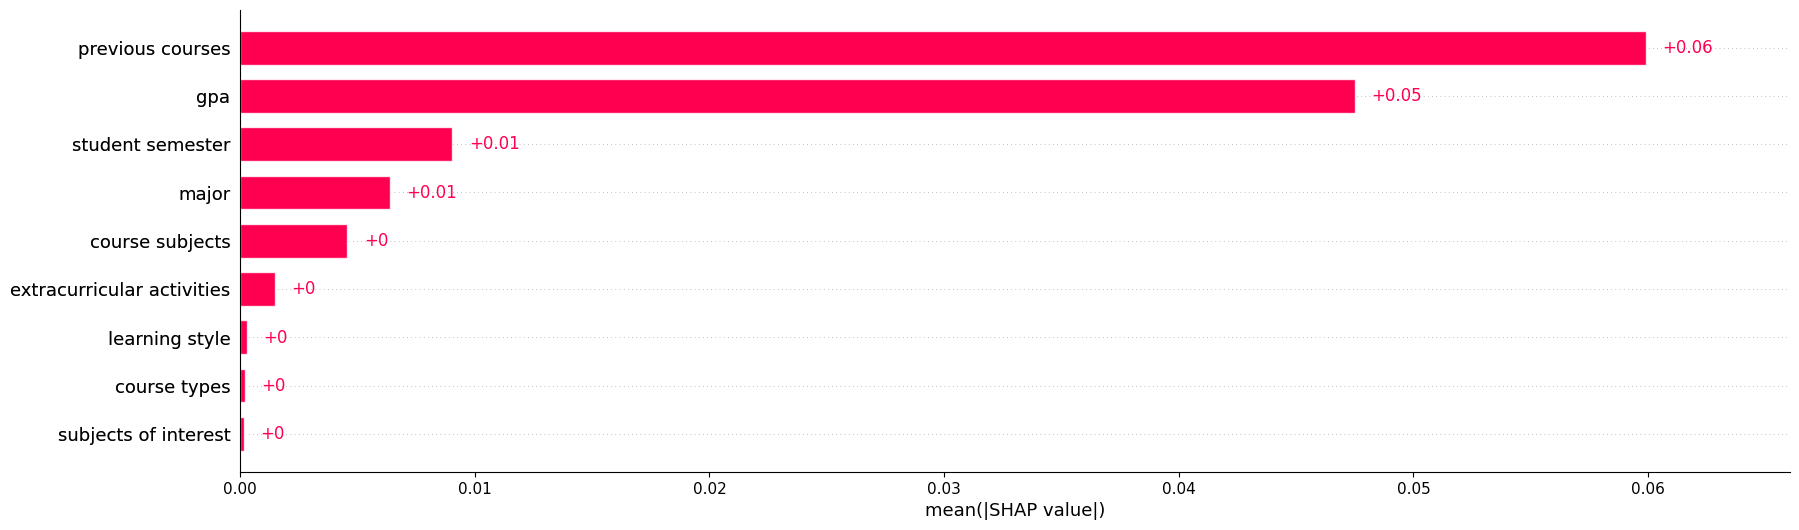 previous courses +0.06
gpa +0.05
student semester +0.01
major +0.01
course subjects +0
extracurricular activities +0
learning style +0
course types +0
subjects of interest +0
0.00 0.01 0.02 0.03 0.04 0.05 0.06
mean(|SHAP value|)